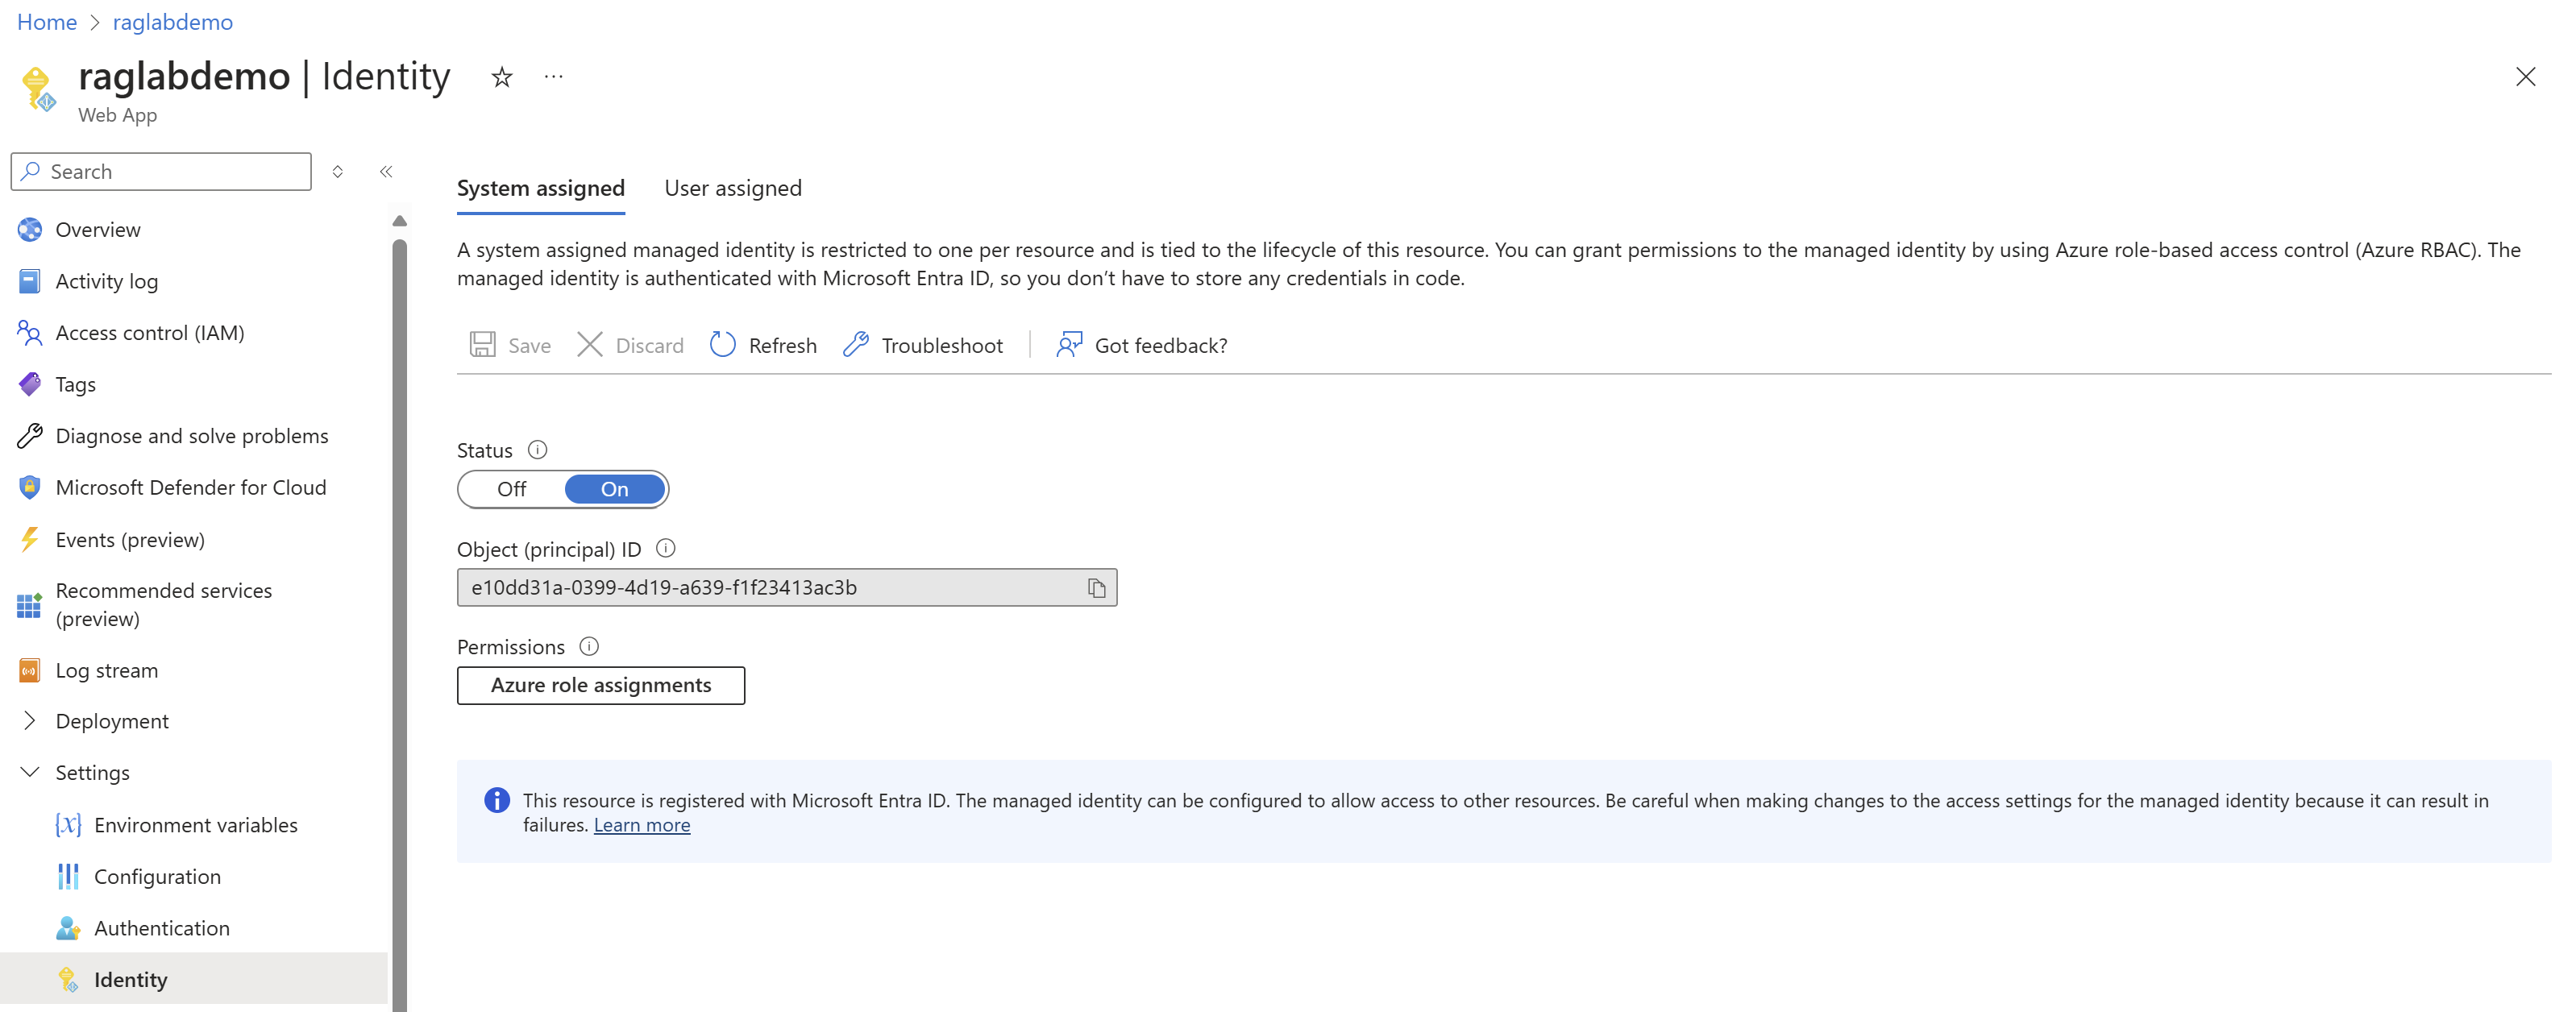 Home > raglabdemo
raglabdemo | Identity
Web App
Search
Overview
Activity log
Access control (IAM)
Tags
Diagnose and solve problems
Microsoft Defender for Cloud
Events (preview)
Recommended services
(preview)
Log stream
Deployment
Settings
Environment variables
Configuration
Authentication
Identity
System assigned User assigned
A system assigned managed identity is restricted to one per resource and is tied to the lifecycle of this resource. You can grant permissions to the managed identity by using Azure role-based access control (Azure RBAC). The
managed identity is authenticated with Microsoft Entra ID, so you don’t have to store any credentials in code.
Save Discard Refresh Troubleshoot Got feedback?
Status
Off On
Object (principal) ID
e10dd31a-0399-4d19-a639-f1f23413ac3b
Permissions
Azure role assignments
This resource is registered with Microsoft Entra ID. The managed identity can be configured to allow access to other resources. Be careful when making changes to the access settings for the managed identity because it can result in
failures. Learn more